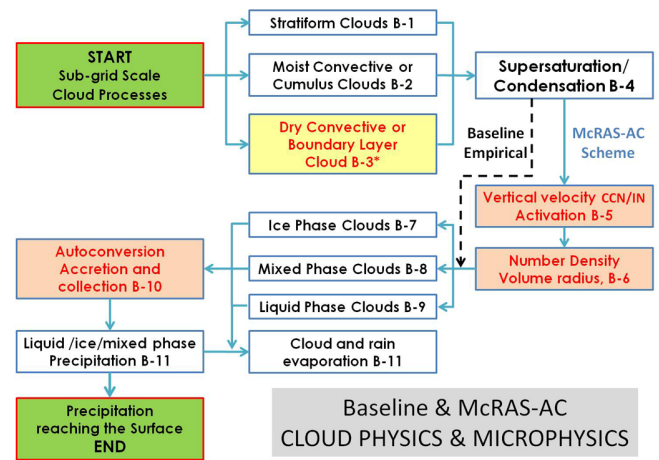 START
Sub-grid Scale
Cloud Processes
Stratiform Clouds B-1
Moist Convective or
Cumulus Clouds B-2
Dry Convective or
Boundary Layer
Cloud B-3*
Supersaturation/
Condensation B-4
Baseline
Empirical
McRAS-AC
Scheme
Vertical velocity CCN/IN
Activation B-5
Number Density
Volume radius, B-6
Ice Phase Clouds B-7
Mixed Phase Clouds B-8
Liquid Phase Clouds B-9
Autoconversion
Accretion and
collection B-10
Liquid /ice/mixed phase
Precipitation B-11
Cloud and rain
evaporation B-11
Precipitation
reaching the Surface
END
Baseline & McRAS-AC
CLOUD PHYSICS & MICROPHYSICS